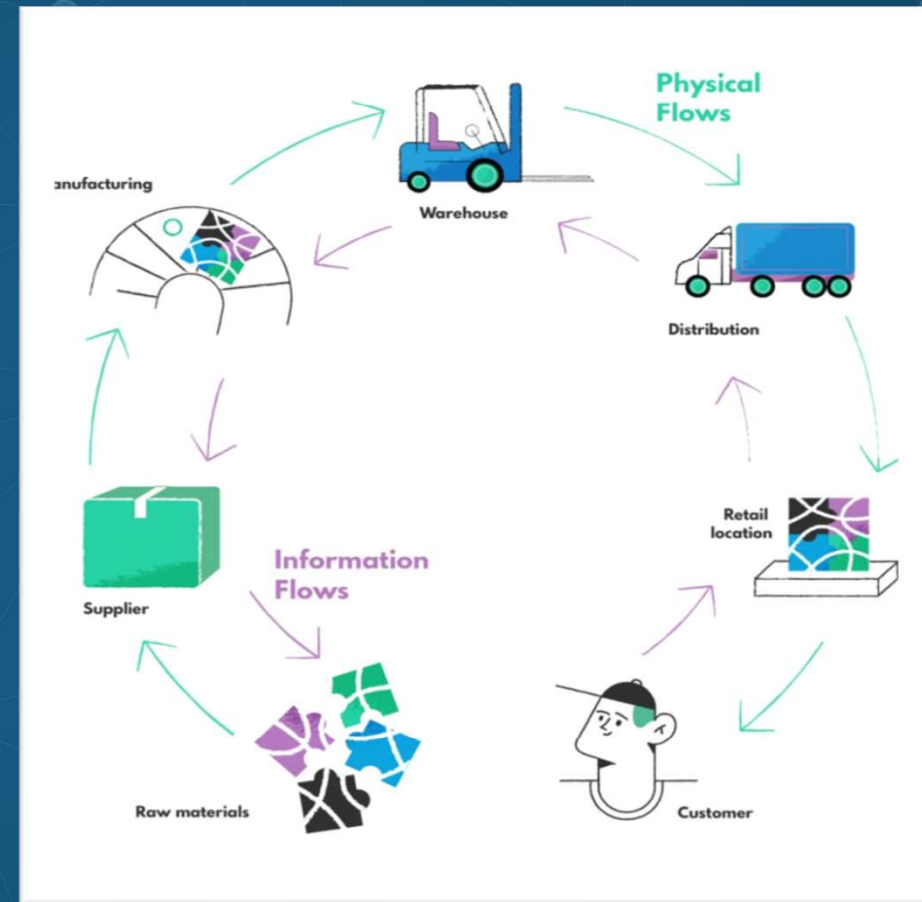 Physical
Flows
anufacturing
Warehouse
Distribution
Retail
location
Information
Flows
Supplier
Raw materials
Customer